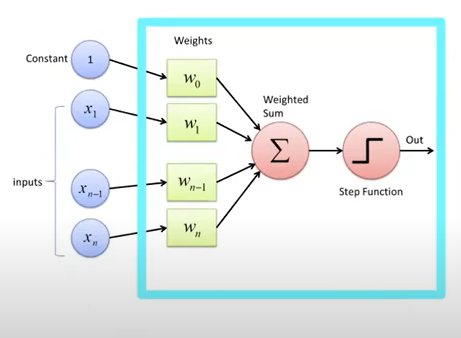 Weights
Constant
1
w₀
x₁
w₁
Weighted
Sum
Σ
Out
inputs
xₙ₋₁
wₙ₋₁
Step Function
xₙ
wₙ